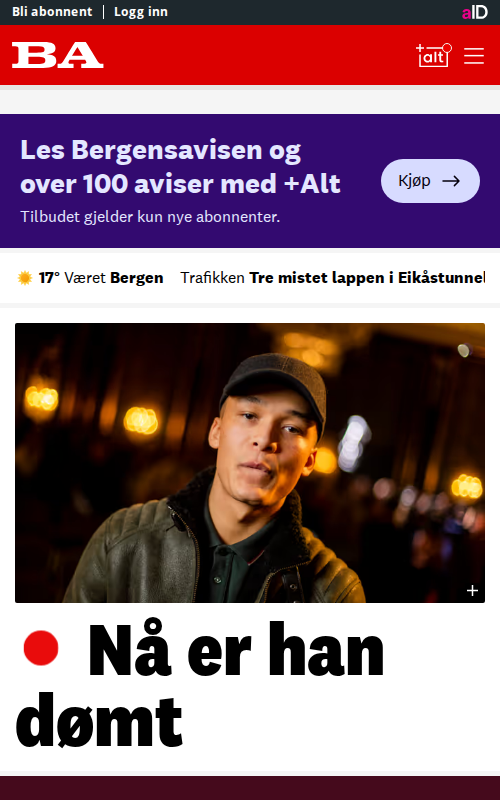 Bli abonnent
Logg inn
aID
BA
+alt
Les Bergensavisen og
over 100 aviser med +Alt
Tilbudet gjelder kun nye abonnenter.
Kjøp
17° Været Bergen
Trafikken Tre mistet lappen i Eikåstunnel
Nå er han
dømt